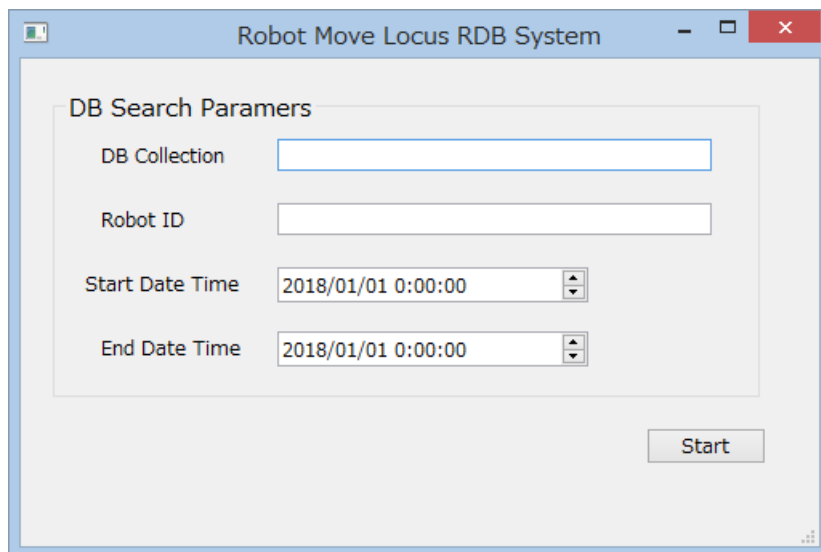 Robot Move Locus RDB System
DB Search Paramers
DB Collection
Robot ID
Start Date Time 2018/01/01 0:00:00
End Date Time 2018/01/01 0:00:00
Start